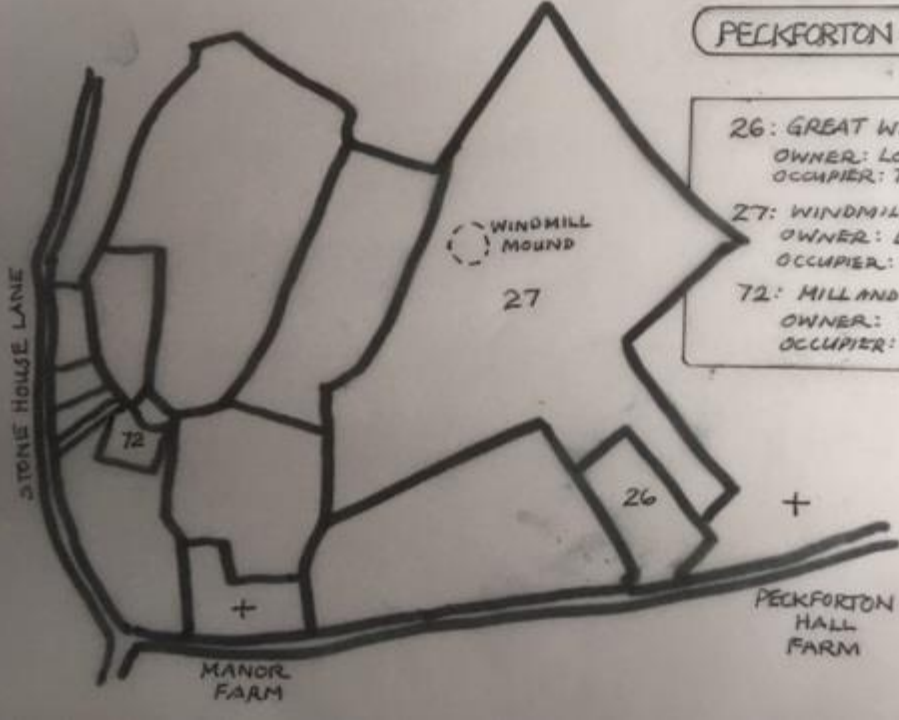 PECKFORTON
26: GREAT
OWNER:
OCCUPIER:
27:
OWNER:
OCCUPIER:
72: MILL AND
OWNER:
OCCUPIER:
WINDMILL
MOUND
27
STONE HOUSE LANE
72
26
PECKFORTON
HALL
FARM
MANOR
FARM